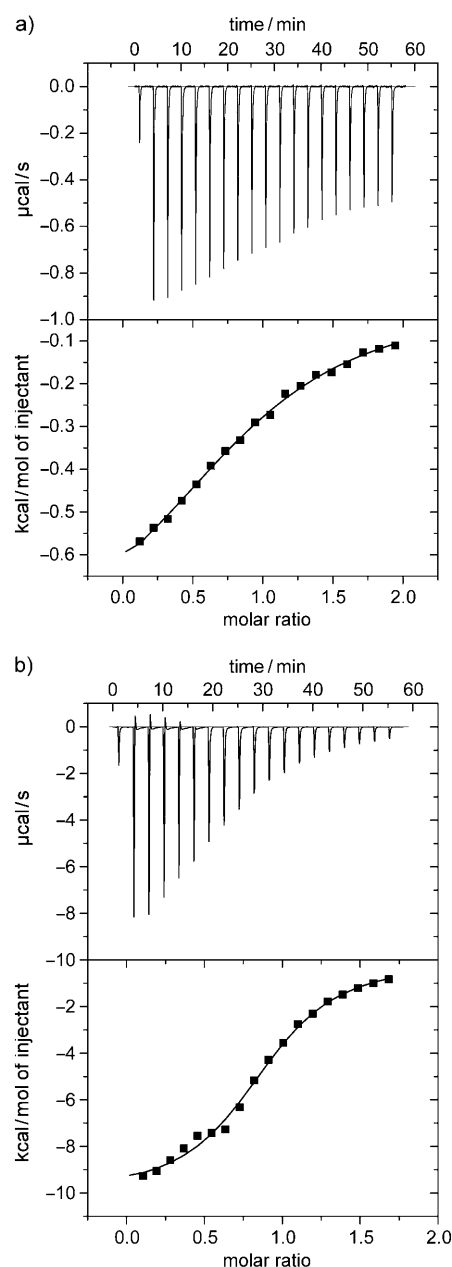 a)
time / min
0 10 20 30 40 50 60
0.0
−0.2
−0.4
−0.6
−0.8
−1.0
µcal / s
−0.1
−0.2
−0.3
−0.4
−0.5
−0.6
kcal / mol of injectant
0.0 0.5 1.0 1.5 2.0
molar ratio
b)
time / min
0 10 20 30 40 50 60
0
−2
−4
−6
−8
−10
µcal / s
−2
−4
−6
−8
−10
kcal / mol of injectant
0.0 0.5 1.0 1.5 2.0
molar ratio